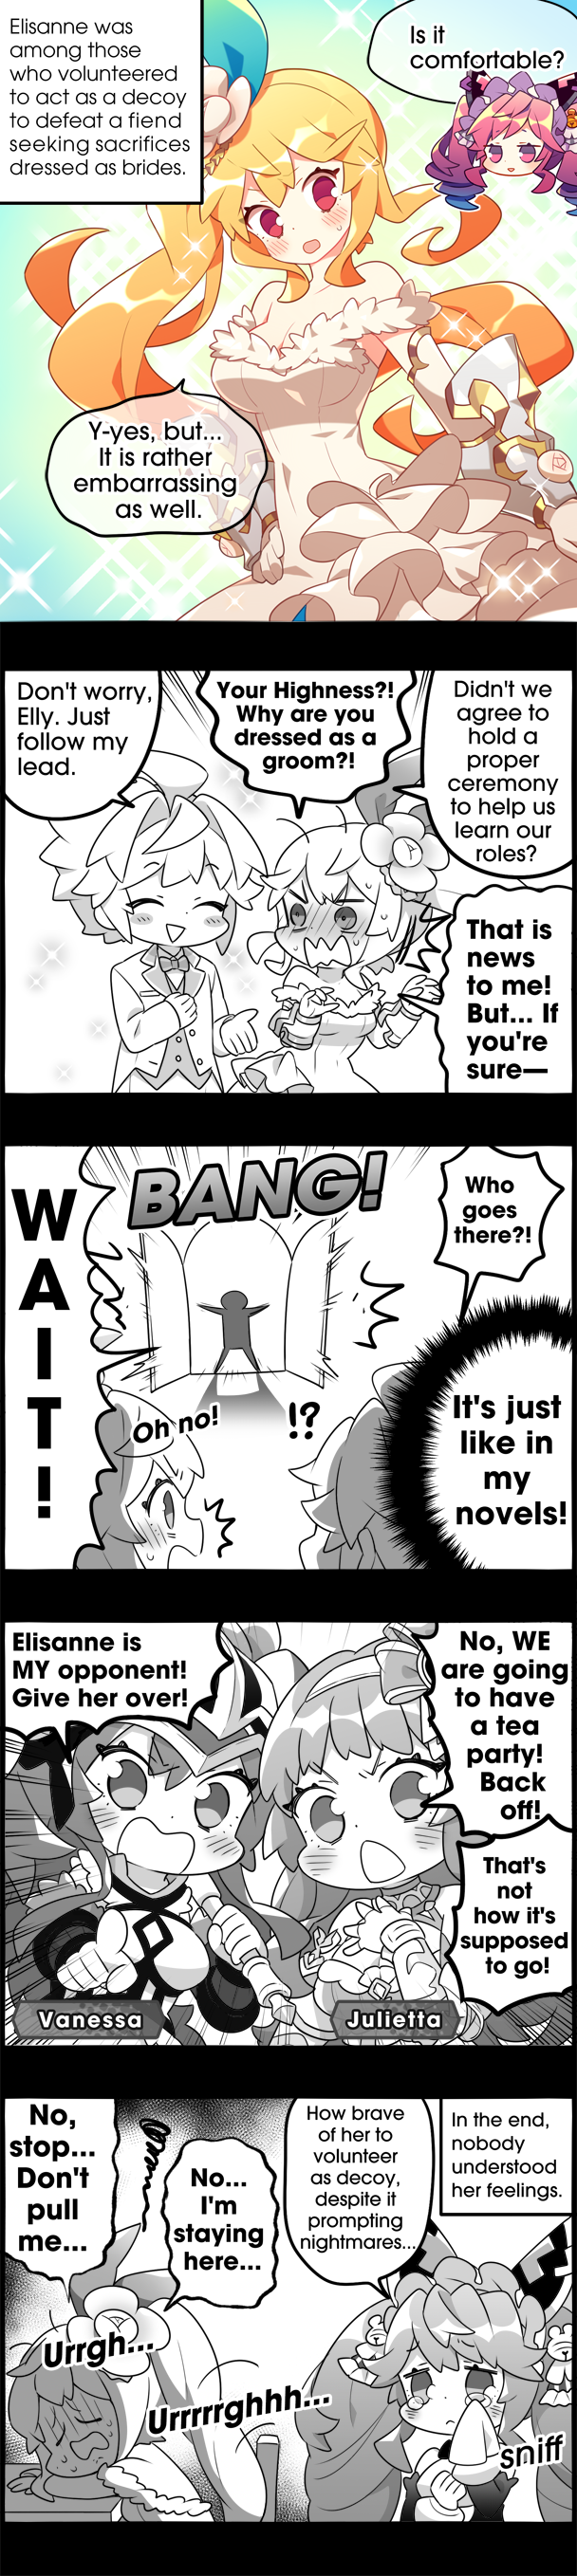 Elisanne was
among those
who volunteered
to act as a decoy
to defeat a fiend
seeking sacrifices
dressed as brides.
Is it
comfortable?
Y-yes, but...
It is rather
embarrassing
as well.
Don't worry,
Elly. Just
follow my
lead.
Your Highness?!
Why are you
dressed as a
groom?!
Didn't we
agree to
hold a
proper
ceremony
to help us
learn our
roles?
That is
news
to me!
But... If
you're
sure—
WAIT!
BANG!
Who
goes
there?!
Oh no!
!?
It's just
like in
my
novels!
Elisanne is
MY opponent!
Give her over!
No, WE
are going
to have
a tea
party!
Back
off!
That's
not
how it's
supposed
to go!
Vanessa
Julietta
No,
stop...
Don't
pull
me...
No...
I'm
staying
here...
How brave
of her to
volunteer
as decoy,
despite it
prompting
nightmares...
In the end,
nobody
understood
her feelings.
Urrgh...
Urrrrrghhh...
sniff